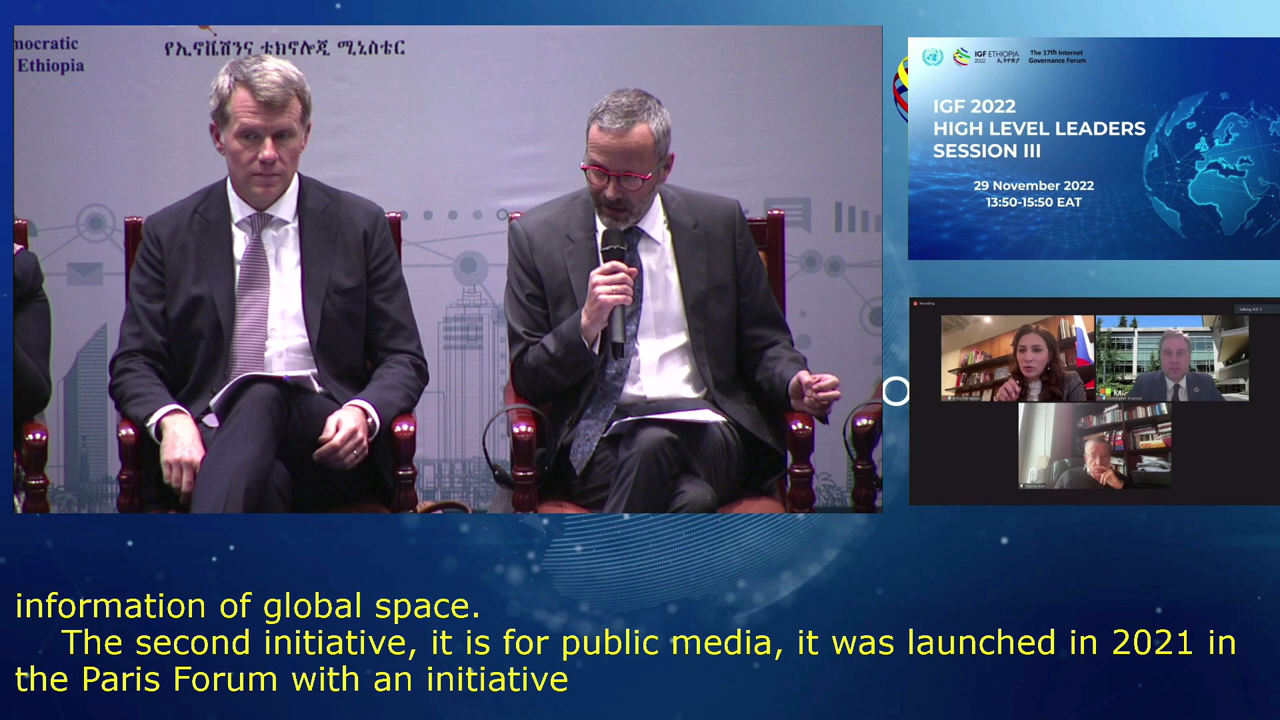 mocratic
Ethiopia
የኢኖቬሽንና ቴክኖሎጂ ሚኒስቴር
IGF ETHIOPIA
2022 ኢትዮጵያ
The 17th Internet
Governance Forum
IGF 2022
HIGH LEVEL LEADERS
SESSION III
29 November 2022
13:50-15:50 EAT
information of global space.
The second initiative, it is for public media, it was launched in 2021 in
the Paris Forum with an initiative